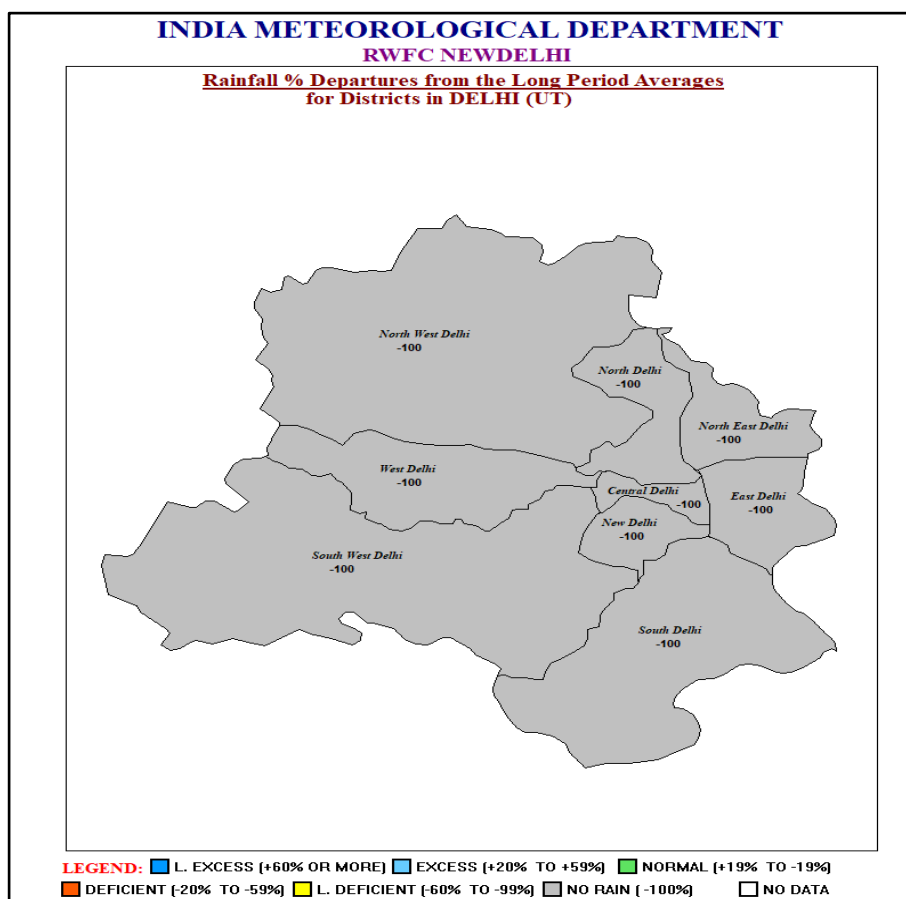 INDIA METEOROLOGICAL DEPARTMENT
RWFC NEWDELHI
Rainfall % Departures from the Long Period Averages
for Districts in DELHI (UT)
North West Delhi
-100
North Delhi
-100
North East Delhi
-100
West Delhi
-100
Central Delhi
-100
East Delhi
-100
New Delhi
-100
South West Delhi
-100
South Delhi
-100
LEGEND: L. EXCESS (+60% OR MORE) EXCESS (+20% TO +59%) NORMAL (+19% TO -19%)
DEFICIENT (-20% TO -59%) L. DEFICIENT (-60% TO -99%) NO RAIN (-100%) NO DATA